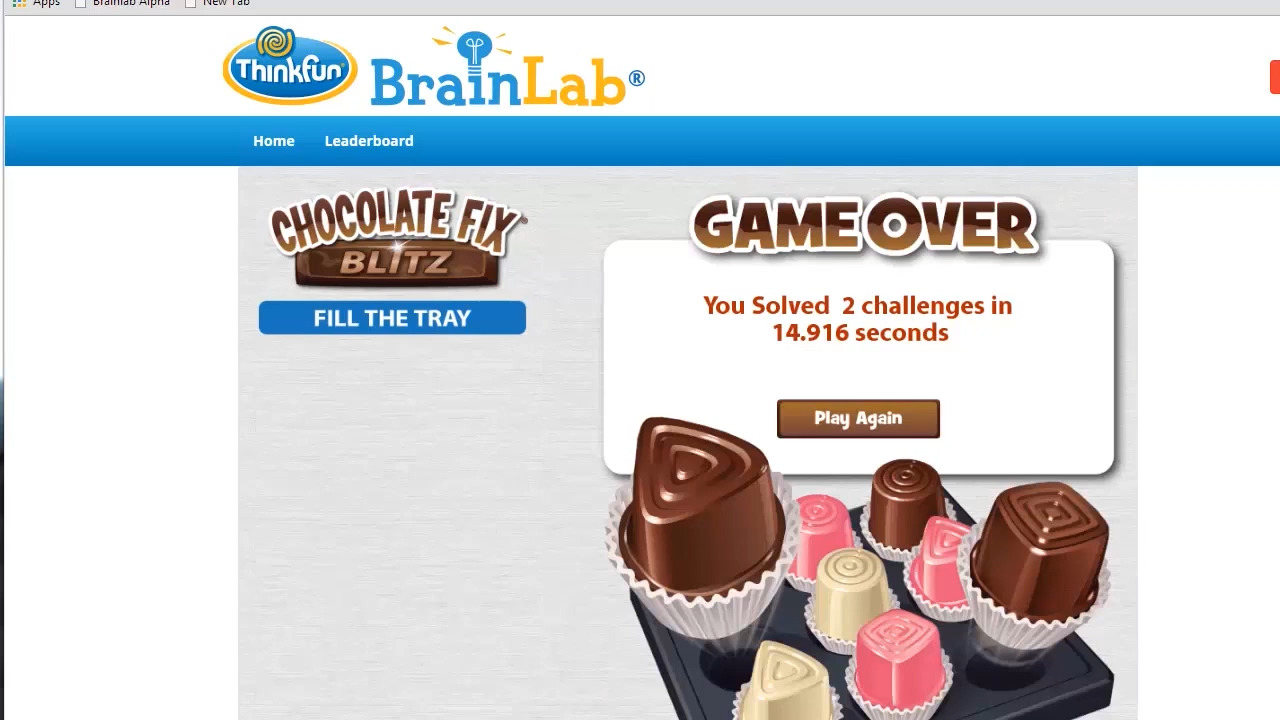 Apps Brainlab Alpha New Tab
ThinkFun®
BrainLab®
Home Leaderboard
CHOCOLATE FIX™
BLITZ
FILL THE TRAY
GAME OVER
You Solved 2 challenges in
14.916 seconds
Play Again